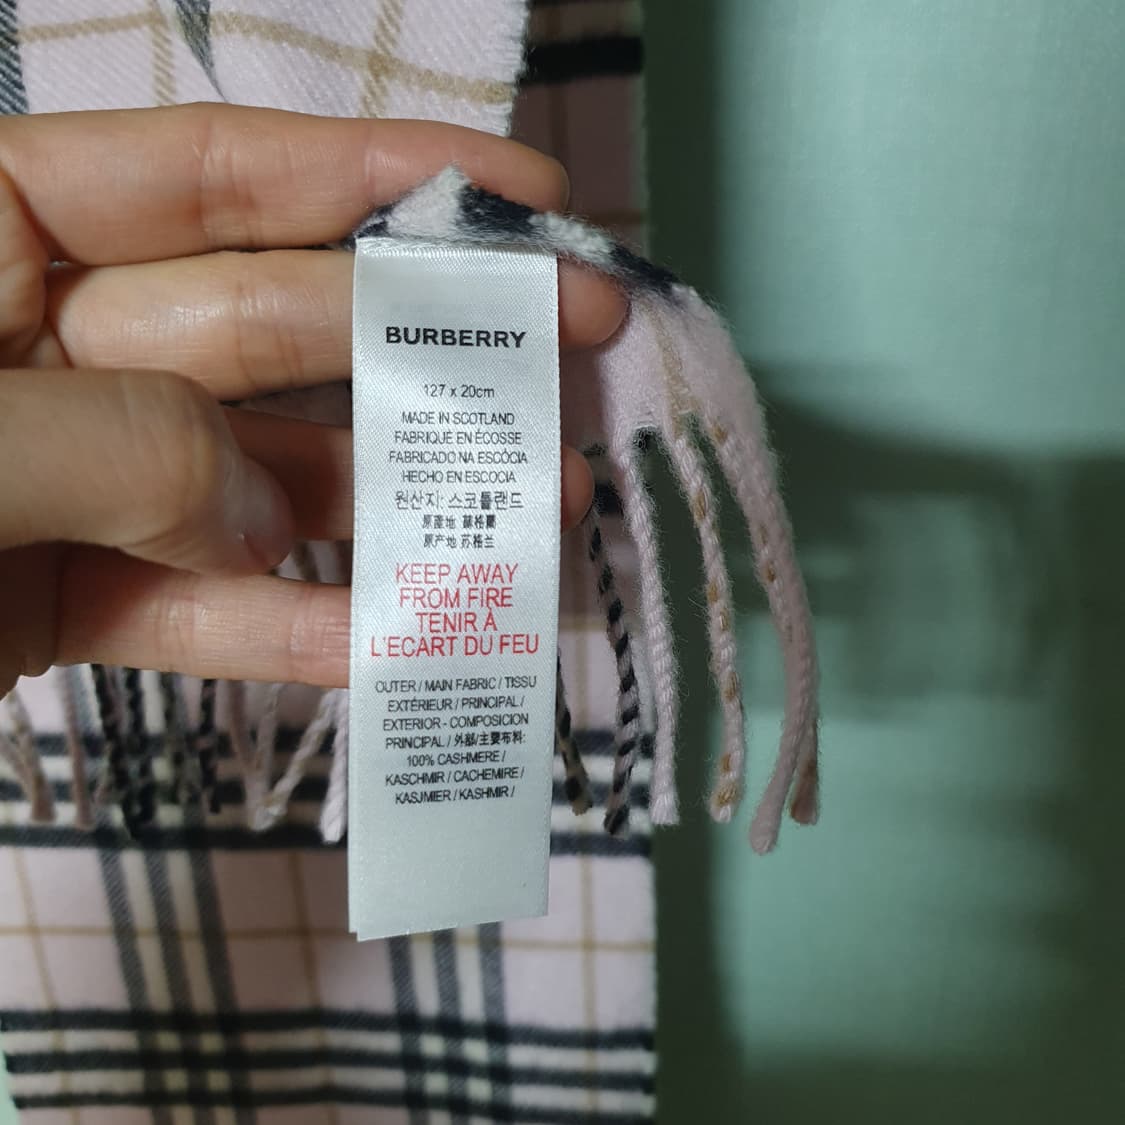 BURBERRY
127 x 20cm
MADE IN SCOTLAND
FABRIQUÉ EN ÉCOSSE
FABRICADO NA ESCÓCIA
HECHO EN ESCOCIA
원산지: 스코틀랜드
原產地 蘇格蘭
原产地 苏格兰
KEEP AWAY
FROM FIRE
TENIR À
L'ECART DU FEU
OUTER / MAIN FABRIC / TISSU
EXTÉRIEUR / PRINCIPAL /
EXTERIOR - COMPOSICION
PRINCIPAL / 外部/主要布料:
100% CASHMERE /
KASCHMIR / CACHEMIRE /
KASJMIER / KASHMIR /